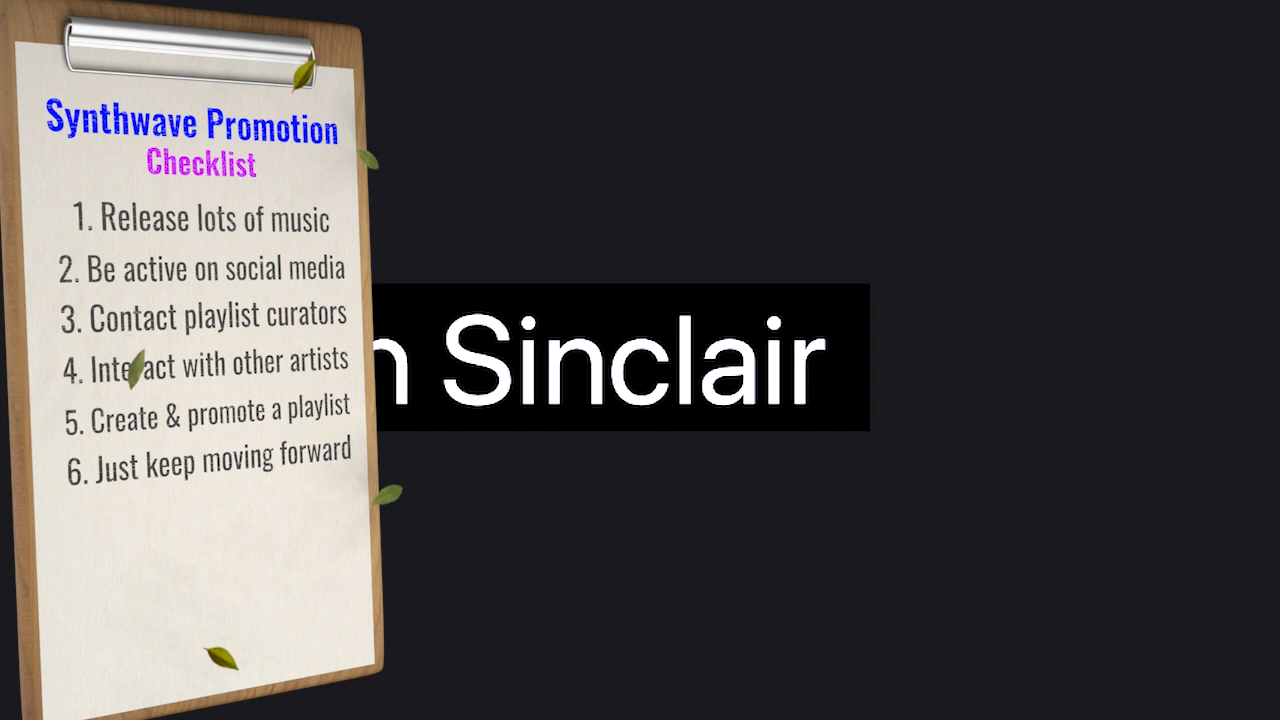 Synthwave Promotion
Checklist
1. Release lots of music
2. Be active on social media
3. Contact playlist curators
4. Interact with other artists
5. Create & promote a playlist
6. Just keep moving forward
n Sinclair